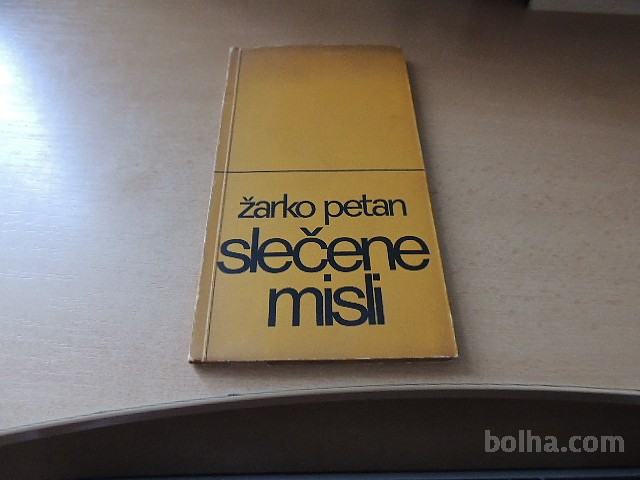 žarko petan
slečene
misli
bolha.com